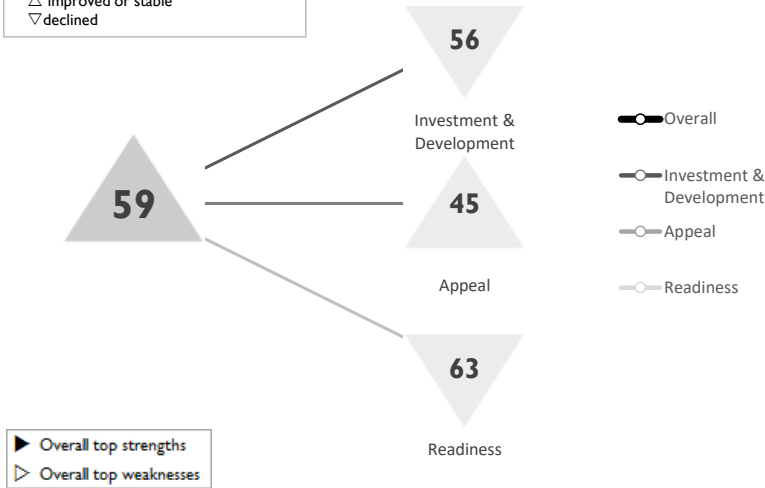 △ improved or stable
▽ declined
56
Investment &
Development
59
45
Appeal
63
Readiness
Overall
Investment &
Development
Appeal
Readiness
▶ Overall top strengths
▷ Overall top weaknesses